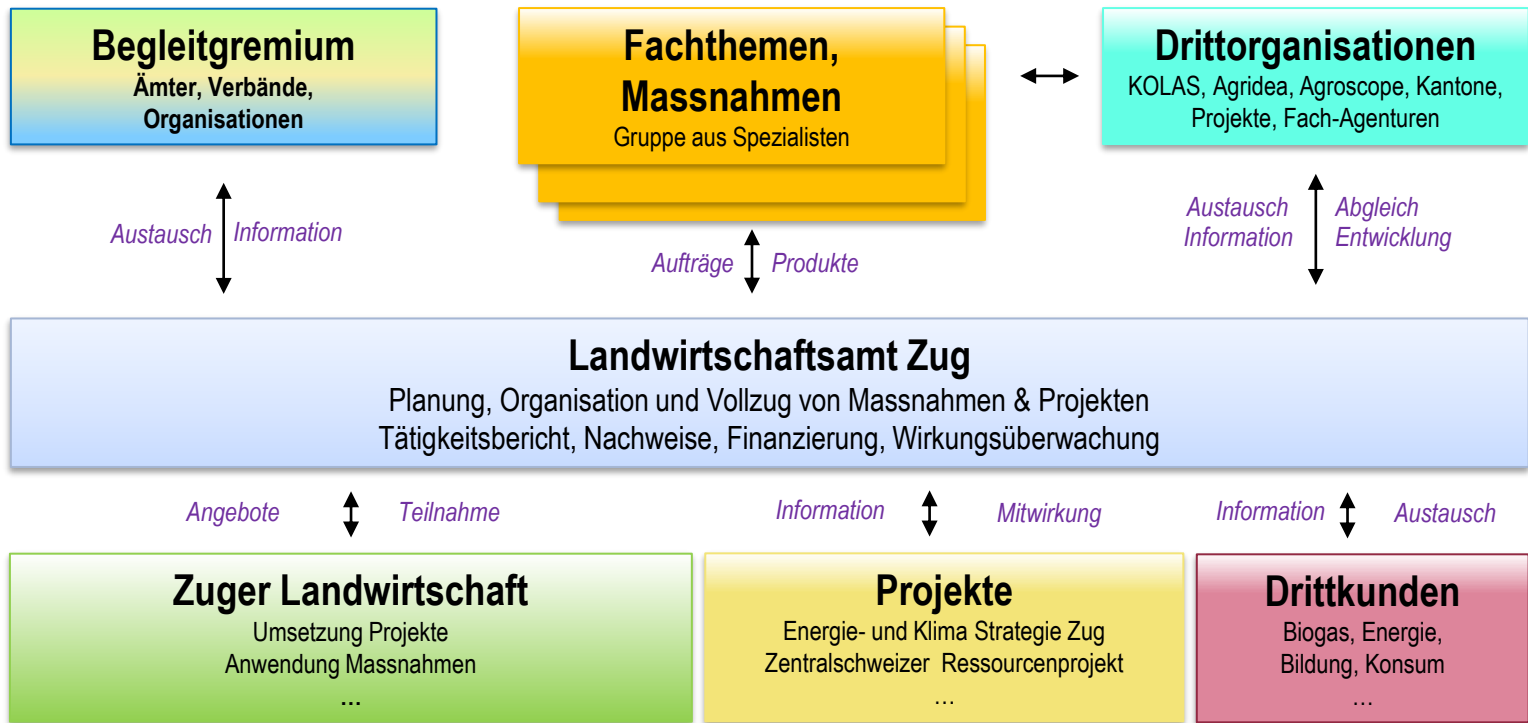 Begleitgremium
Ämter, Verbände,
Organisationen
Fachthemen,
Massnahmen
Gruppe aus Spezialisten
Drittorganisationen
KOLAS, Agridea, Agroscope, Kantone,
Projekte, Fach-Agenturen
Austausch Information
Aufträge Produkte
Austausch Abgleich
Information Entwicklung
Landwirtschaftsamt Zug
Planung, Organisation und Vollzug von Massnahmen & Projekten
Tätigkeitsbericht, Nachweise, Finanzierung, Wirkungsüberwachung
Angebote Teilnahme
Information Mitwirkung
Information Austausch
Zuger Landwirtschaft
Umsetzung Projekte
Anwendung Massnahmen
...
Projekte
Energie- und Klima Strategie Zug
Zentralschweizer Ressourcenprojekt
...
Drittkunden
Biogas, Energie,
Bildung, Konsum
...